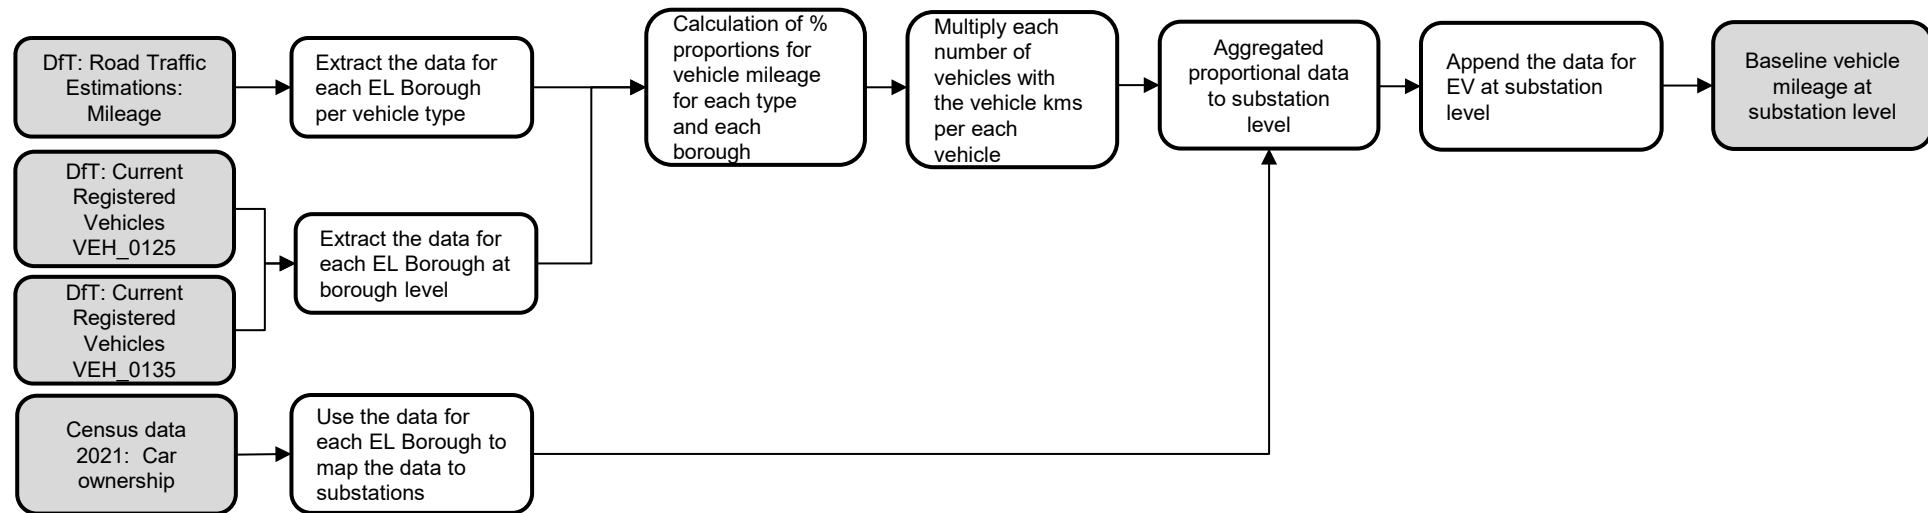 DfT: Road Traffic
Estimations:
Mileage
Extract the data for
each EL Borough
per vehicle type
Calculation of %
proportions for
vehicle mileage
for each type
and each
borough
Multiply each
number of
vehicles with
the vehicle kms
per each
vehicle
Aggregated
proportional data
to substation
level
Append the data for
EV at substation
level
Baseline vehicle
mileage at
substation level
DfT: Current
Registered
Vehicles
VEH_0125
Extract the data for
each EL Borough at
borough level
DfT: Current
Registered
Vehicles
VEH_0135
Census data
2021:  Car
ownership
Use the data for
each EL Borough to
map the data to
substations